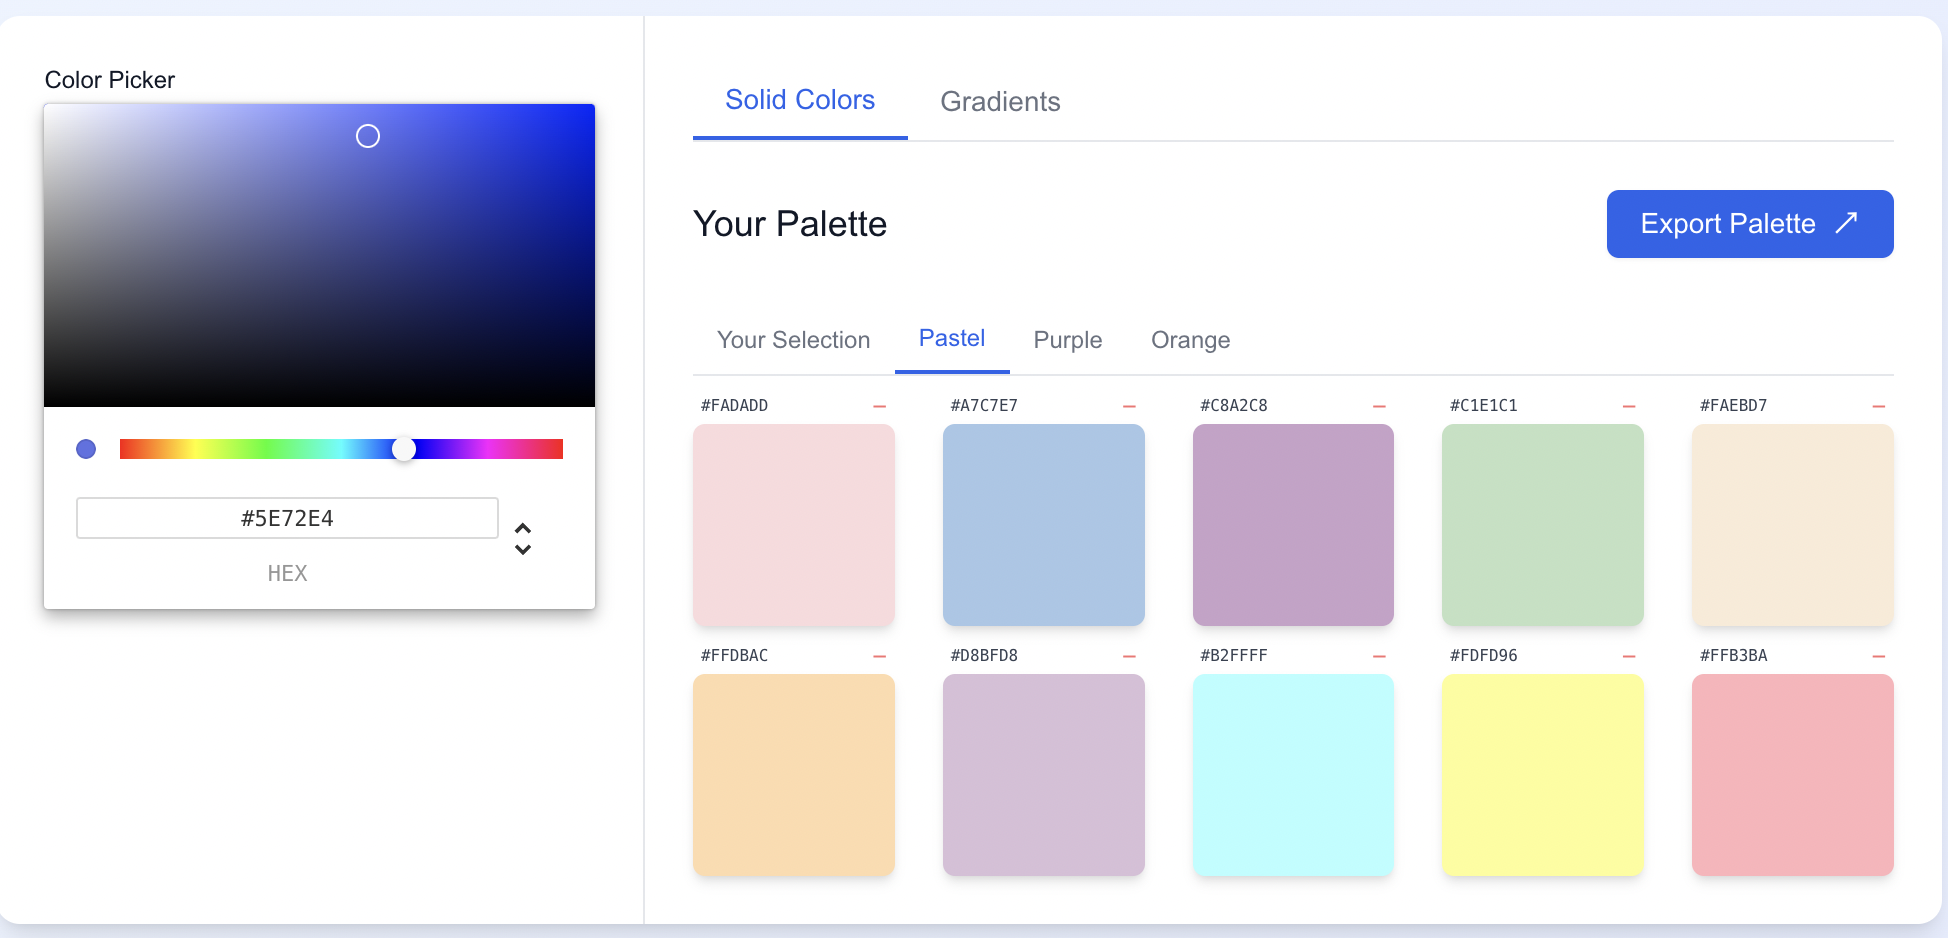 Color Picker
#5E72E4
HEX
Solid Colors
Gradients
Your Palette
Export Palette ↗
Your Selection
Pastel
Purple
Orange
#FADADD
#A7C7E7
#C8A2C8
#C1E1C1
#FAEBD7
#FFDBAC
#D8BFD8
#B2FFFF
#FDFD96
#FFB3BA